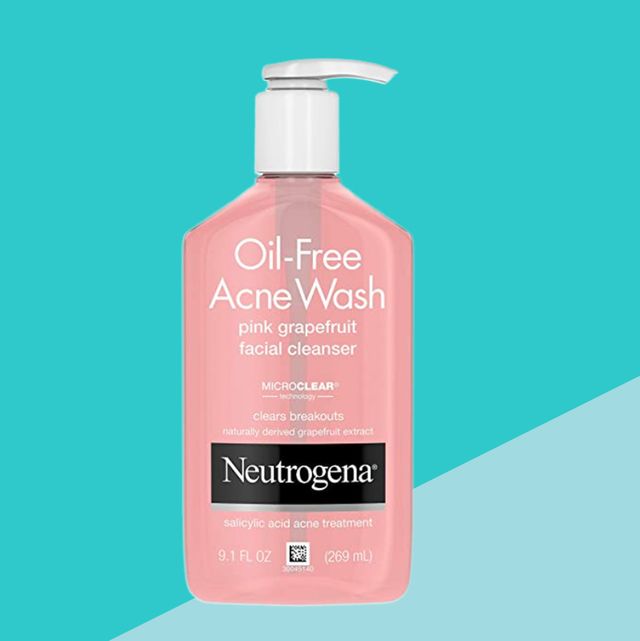 Oil-Free
Acne Wash
pink grapefruit
facial cleanser
MICROCLEAR®
technology
clears breakouts
naturally derived grapefruit extract
Neutrogena®
salicylic acid acne treatment
9.1 FL OZ (269 mL)
30045140